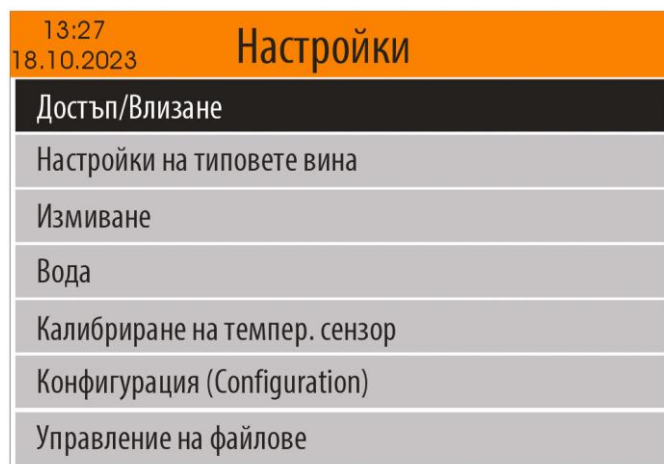 13:27
18.10.2023
Настройки
Достъп/Влизане
Настройки на типовете вина
Измиване
Вода
Калибриране на темпер. сензор
Конфигурация (Configuration)
Управление на файлове